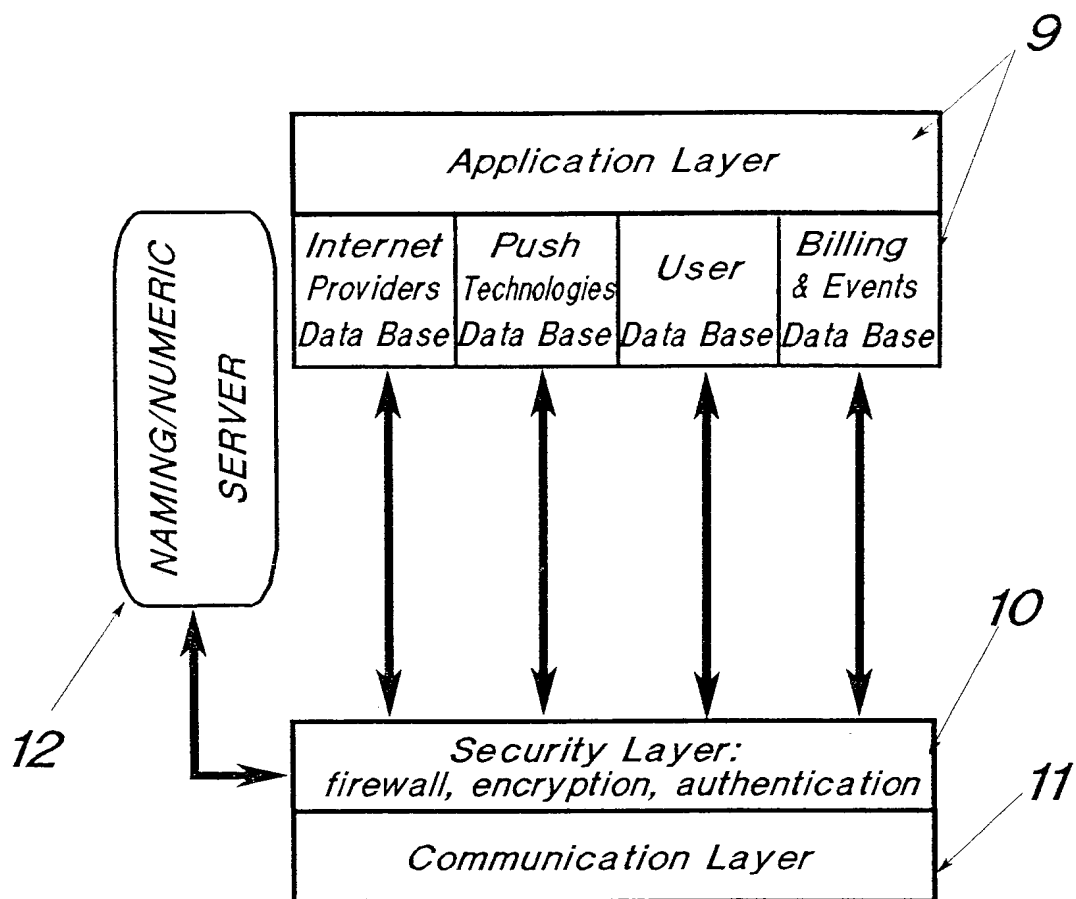 9
Application Layer
Internet
Providers
Data Base
Push
Technologies
Data Base
User
Data Base
Billing
& Events
Data Base
NAMING/NUMERIC
SERVER
10
12
Security Layer:
firewall, encryption, authentication
11
Communication Layer